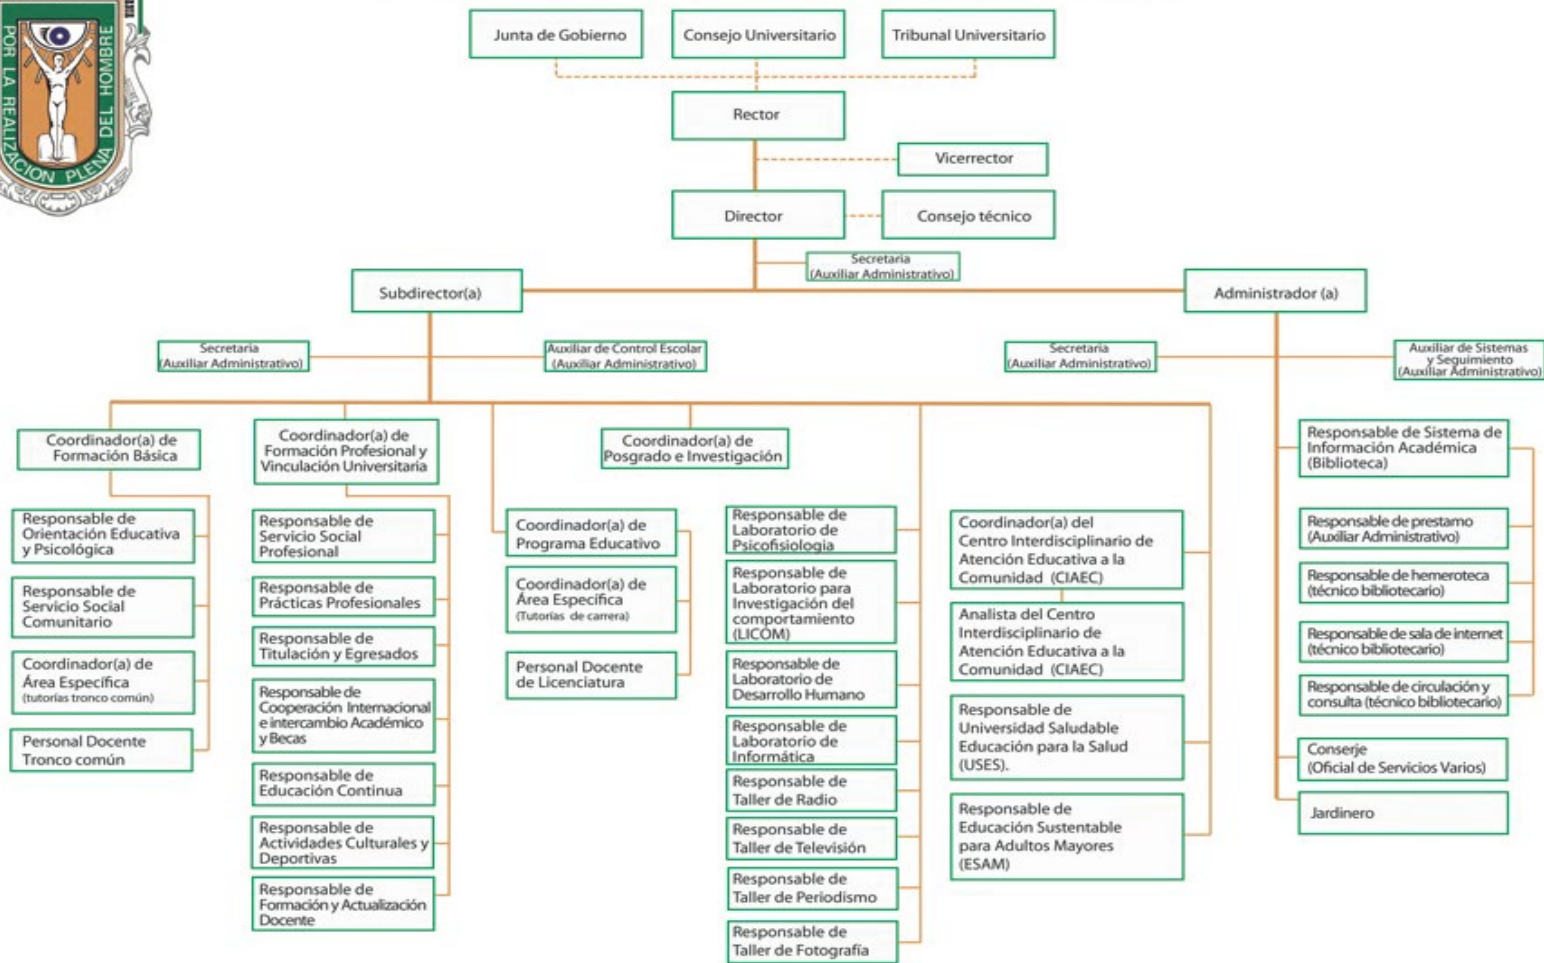 POR LA REALIZACION PLENA DEL HOMBRE
Junta de Gobierno
Consejo Universitario
Tribunal Universitario
Rector
Vicerrector
Director
Consejo técnico
Secretaria
(Auxiliar Administrativo)
Subdirector(a)
Administrador (a)
Secretaria
(Auxiliar Administrativo)
Auxiliar de Control Escolar
(Auxiliar Administrativo)
Secretaria
(Auxiliar Administrativo)
Auxiliar de Sistemas
y Seguimiento
(Auxiliar Administrativo)
Coordinador(a) de
Formación Básica
Responsable de
Orientación Educativa
y Psicológica
Responsable de
Servicio Social
Comunitario
Coordinador(a) de
Área Específica
(tutorías tronco común)
Personal Docente
Tronco común
Coordinador(a) de
Formación Profesional y
Vinculación Universitaria
Responsable de
Servicio Social
Profesional
Responsable de
Prácticas Profesionales
Responsable de
Titulación y Egresados
Responsable de
Cooperación Internacional
e intercambio Académico
y Becas
Responsable de
Educación Continua
Responsable de
Actividades Culturales y
Deportivas
Responsable de
Formación y Actualización
Docente
Coordinador(a) de
Programa Educativo
Coordinador(a) de
Área Específica
(Tutorías de carrera)
Personal Docente
de Licenciatura
Coordinador(a) de
Posgrado e Investigación
Responsable de
Laboratorio de
Psicofisiologia
Responsable de
Laboratorio para
Investigación del
comportamiento
(LICOM)
Responsable de
Laboratorio de
Desarrollo Humano
Responsable de
Laboratorio de
Informática
Responsable de
Taller de Radio
Responsable de
Taller de Televisión
Responsable de
Taller de Periodismo
Responsable de
Taller de Fotografía
Coordinador(a) del
Centro Interdisciplinario de
Atención Educativa a la
Comunidad (CIAEC)
Analista del Centro
Interdisciplinario de
Atención Educativa a la
Comunidad (CIAEC)
Responsable de
Universidad Saludable
Educación para la Salud
(USES).
Responsable de
Educación Sustentable
para Adultos Mayores
(ESAM)
Responsable de Sistema de
Información Académica
(Biblioteca)
Responsable de prestamo
(Auxiliar Administrativo)
Responsable de hemeroteca
(técnico bibliotecario)
Responsable de sala de internet
(técnico bibliotecario)
Responsable de circulación y
consulta (técnico bibliotecario)
Conserje
(Oficial de Servicios Varios)
Jardinero